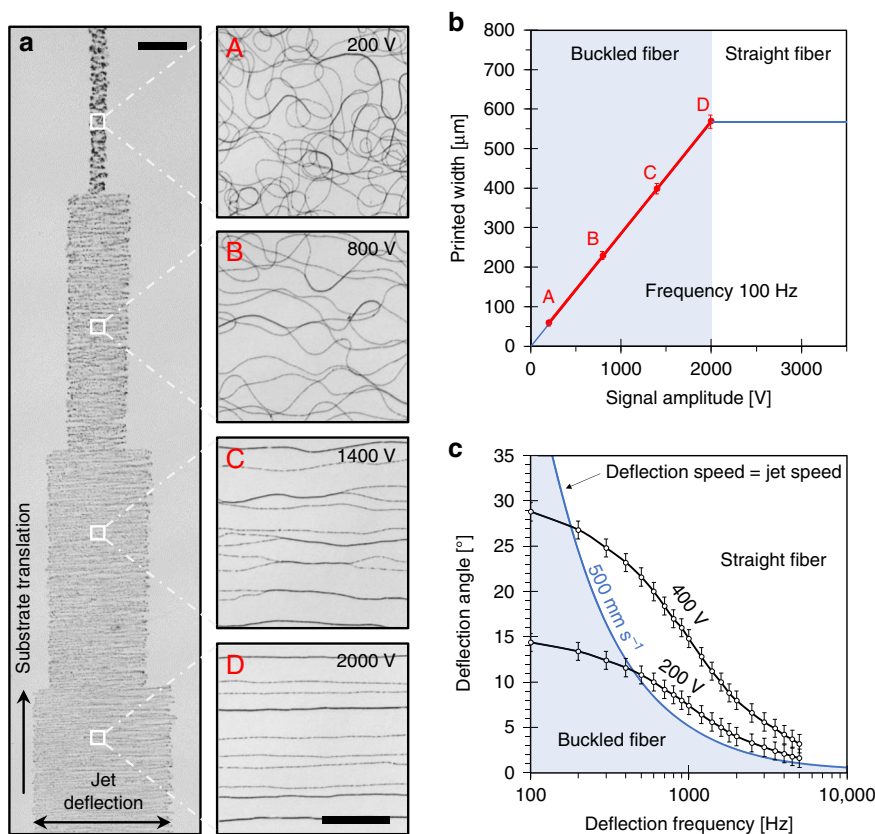 a
Substrate translation
Jet
deflection
A
200 V
B
800 V
C
1400 V
D
2000 V
b
Printed width [µm]
800
700
600
500
400
300
200
100
0
Buckled fiber
Straight fiber
A
B
C
D
Frequency 100 Hz
0
1000
2000
3000
Signal amplitude [V]
c
Deflection angle [°]
35
30
25
20
15
10
5
0
Deflection speed = jet speed
Straight fiber
500 mm s⁻¹
400 V
200 V
Buckled fiber
100
1000
10,000
Deflection frequency [Hz]